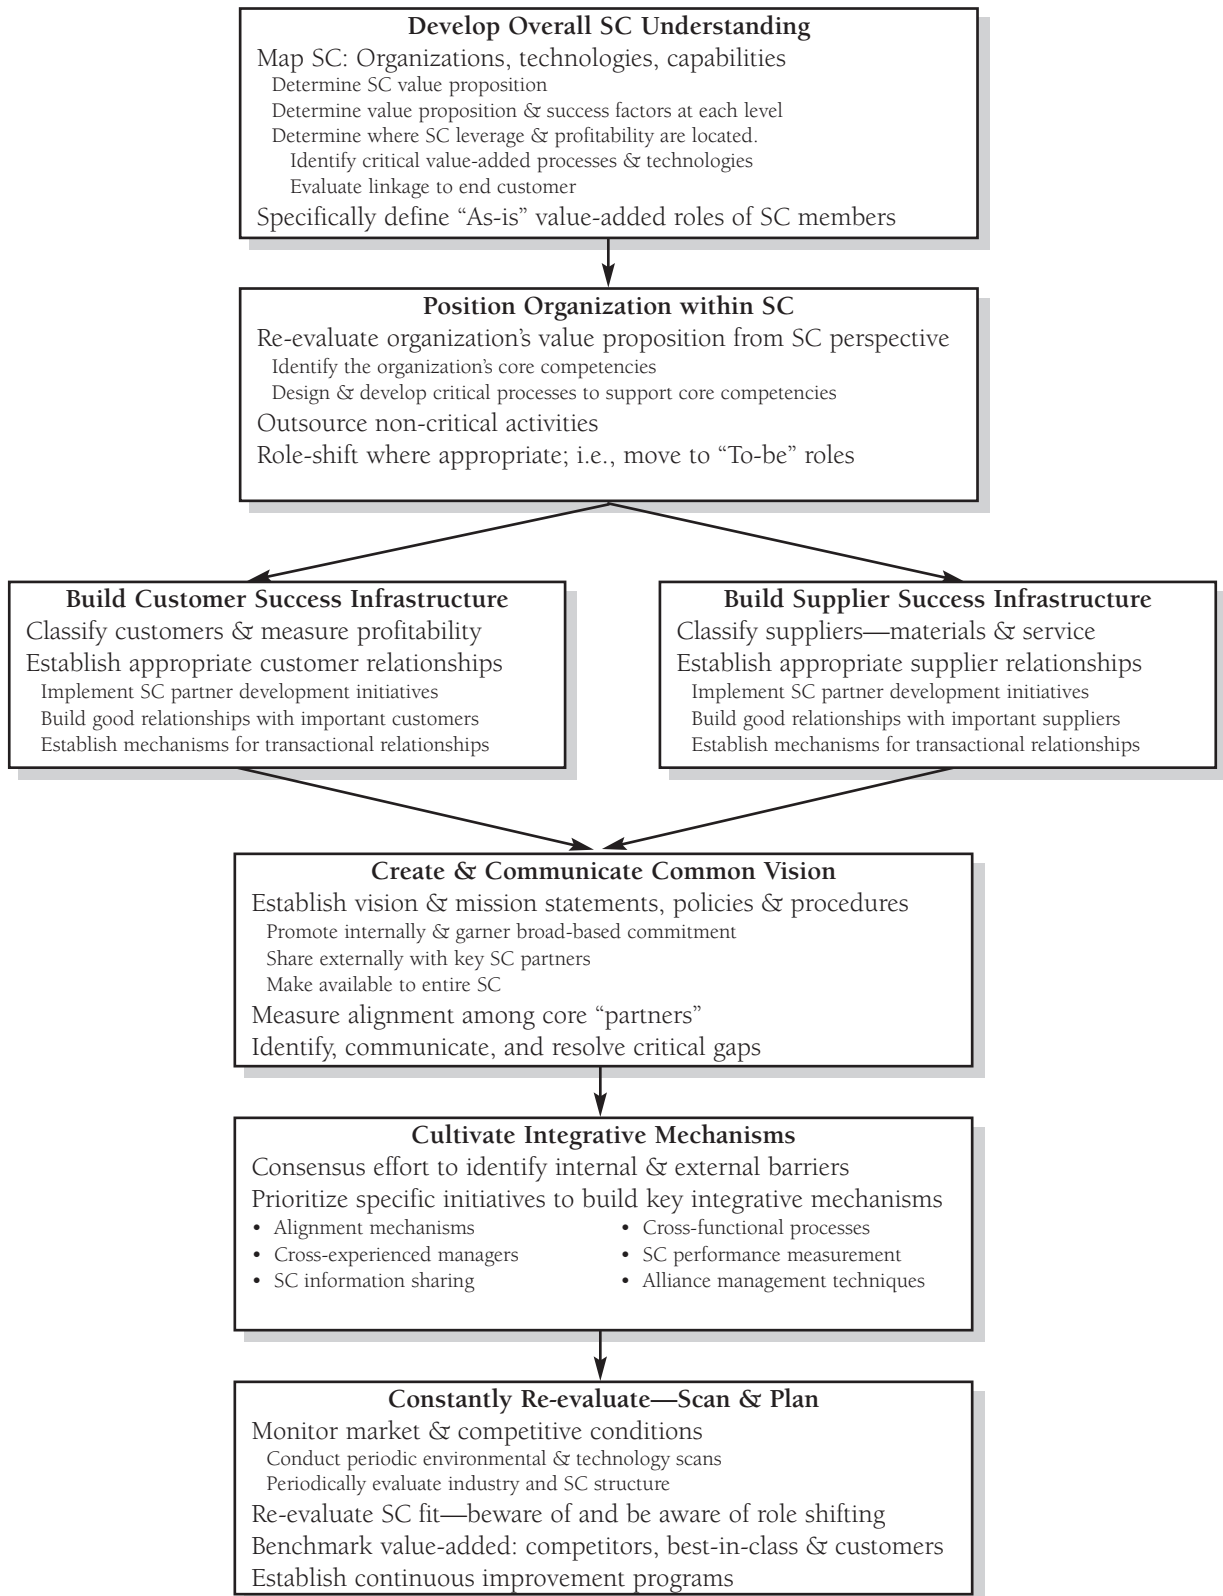 Develop Overall SC Understanding
Map SC: Organizations, technologies, capabilities
Determine SC value proposition
Determine value proposition & success factors at each level
Determine where SC leverage & profitability are located.
Identify critical value-added processes & technologies
Evaluate linkage to end customer
Specifically define “As-is” value-added roles of SC members
Position Organization within SC
Re-evaluate organization’s value proposition from SC perspective
Identify the organization’s core competencies
Design & develop critical processes to support core competencies
Outsource non-critical activities
Role-shift where appropriate; i.e., move to “To-be” roles
Build Customer Success Infrastructure
Classify customers & measure profitability
Establish appropriate customer relationships
Implement SC partner development initiatives
Build good relationships with important customers
Establish mechanisms for transactional relationships
Build Supplier Success Infrastructure
Classify suppliers—materials & service
Establish appropriate supplier relationships
Implement SC partner development initiatives
Build good relationships with important suppliers
Establish mechanisms for transactional relationships
Create & Communicate Common Vision
Establish vision & mission statements, policies & procedures
Promote internally & garner broad-based commitment
Share externally with key SC partners
Make available to entire SC
Measure alignment among core “partners”
Identify, communicate, and resolve critical gaps
Cultivate Integrative Mechanisms
Consensus effort to identify internal & external barriers
Prioritize specific initiatives to build key integrative mechanisms
• Alignment mechanisms
• Cross-experienced managers
• SC information sharing
• Cross-functional processes
• SC performance measurement
• Alliance management techniques
Constantly Re-evaluate—Scan & Plan
Monitor market & competitive conditions
Conduct periodic environmental & technology scans
Periodically evaluate industry and SC structure
Re-evaluate SC fit—beware of and be aware of role shifting
Benchmark value-added: competitors, best-in-class & customers
Establish continuous improvement programs